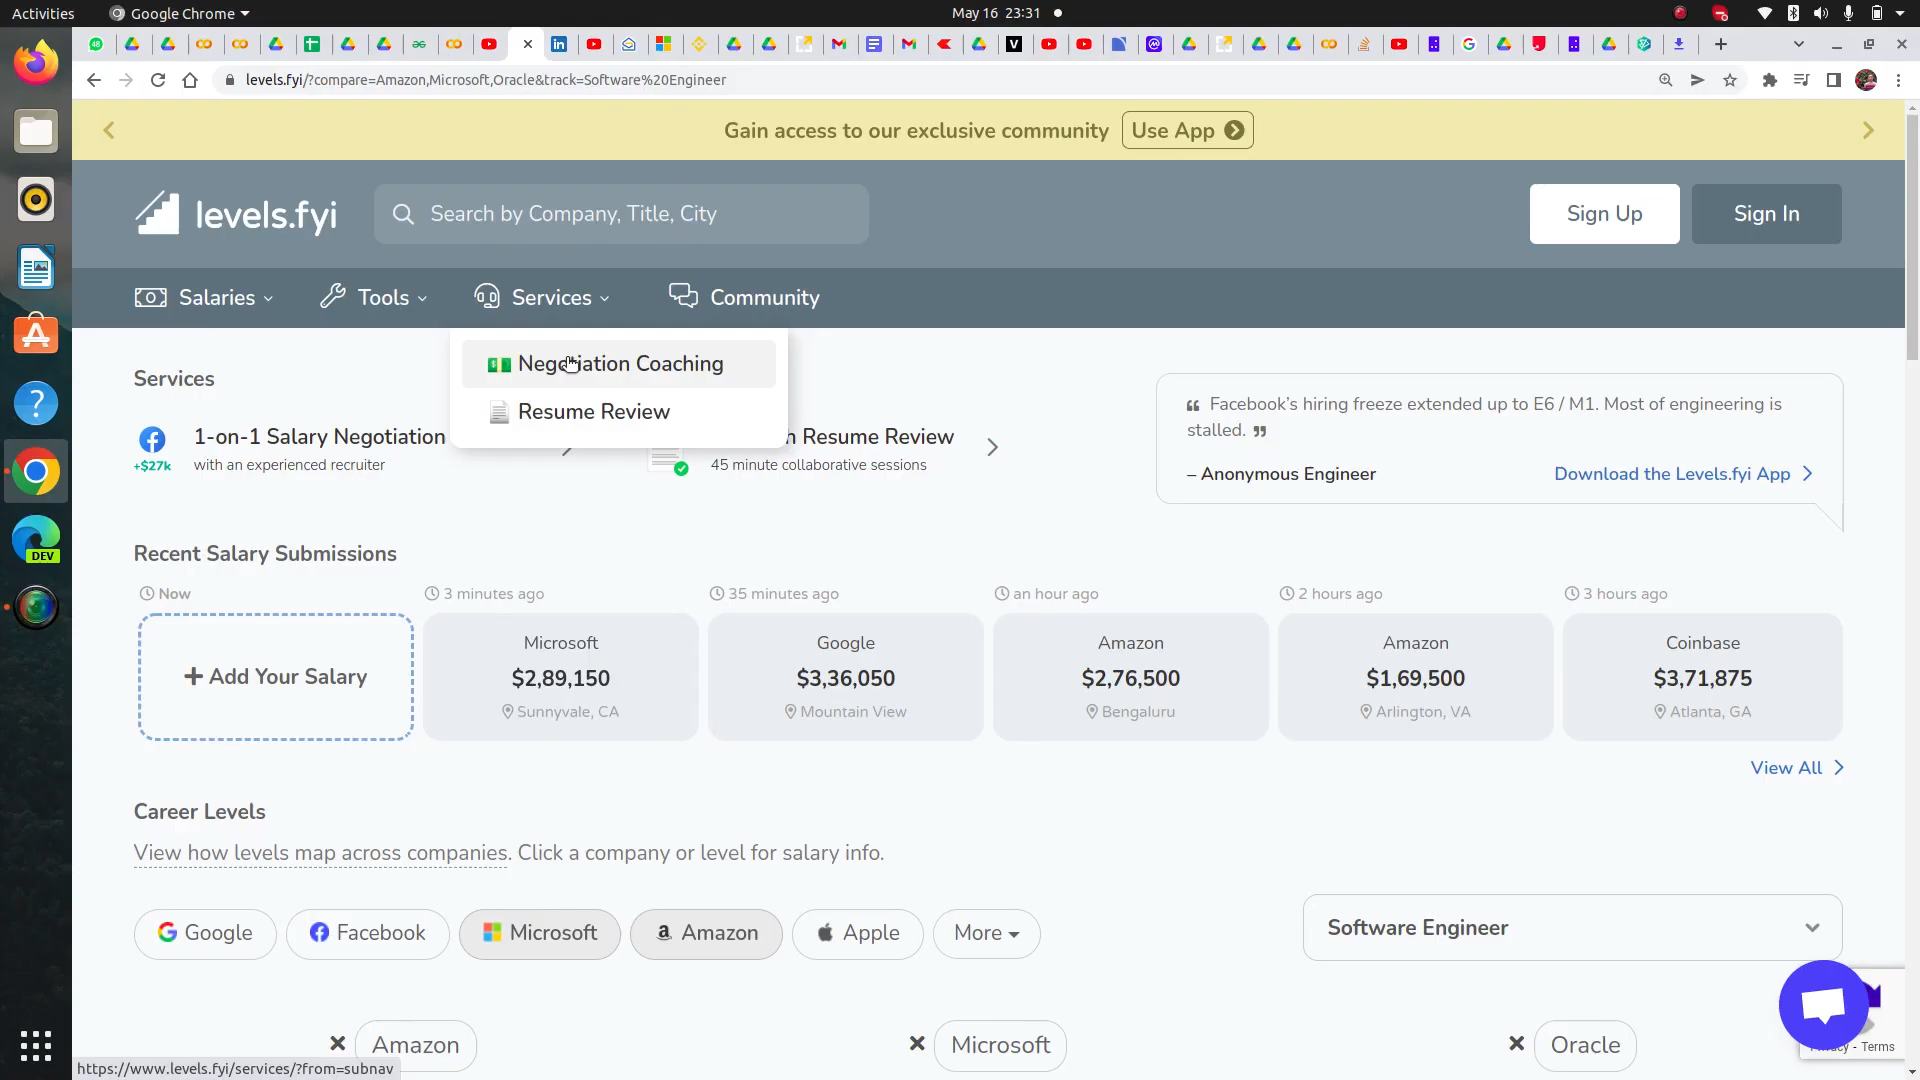 Activities
Google Chrome
May 16 23:31
levels.fyi/?compare=Amazon,Microsoft,Oracle&track=Software%20Engineer
Gain access to our exclusive community
Use App
levels.fyi
Search by Company, Title, City
Sign Up
Sign In
Salaries
Tools
Services
Community
Negotiation Coaching
Resume Review
Services
1-on-1 Salary Negotiation
with an experienced recruiter
+$27k
Resume Review
45 minute collaborative sessions
“ Facebook’s hiring freeze extended up to E6 / M1. Most of engineering is
stalled. ”
– Anonymous Engineer
Download the Levels.fyi App
Recent Salary Submissions
Now
3 minutes ago
35 minutes ago
an hour ago
2 hours ago
3 hours ago
+ Add Your Salary
Microsoft
$2,89,150
Sunnyvale, CA
Google
$3,36,050
Mountain View
Amazon
$2,76,500
Bengaluru
Amazon
$1,69,500
Arlington, VA
Coinbase
$3,71,875
Atlanta, GA
View All
Career Levels
View how levels map across companies. Click a company or level for salary info.
Google
Facebook
Microsoft
Amazon
Apple
More
Software Engineer
Amazon
Microsoft
Oracle
Privacy - Terms
https://www.levels.fyi/services/?from=subnav
DEV